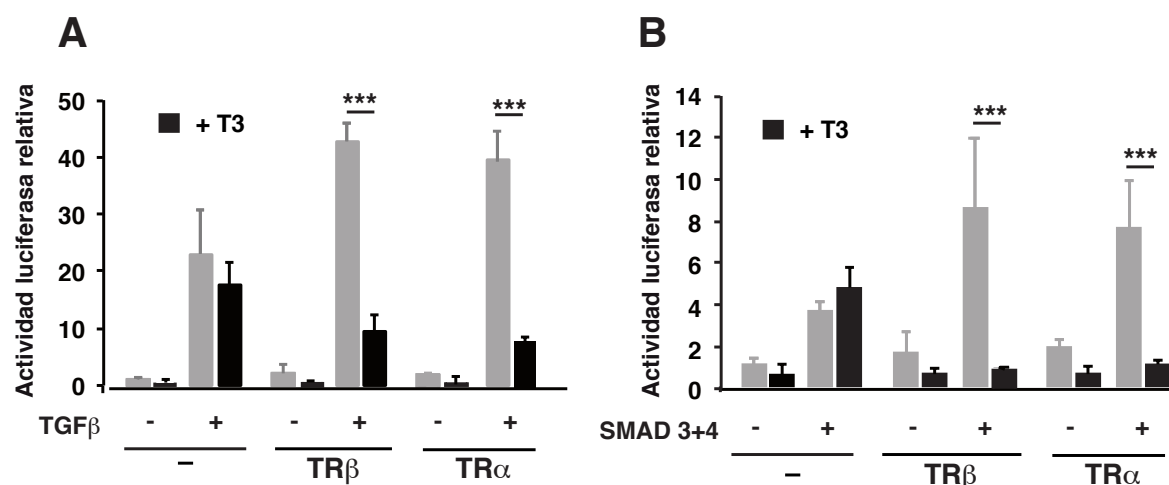 A
Actividad luciferasa relativa
50
40
30
20
10
0
+ T3
***
***
TGFβ - + - + - +
– TRβ TRα
B
Actividad luciferasa relativa
14
12
10
8
6
4
2
0
+ T3
***
***
SMAD 3+4 - + - + - +
– TRβ TRα